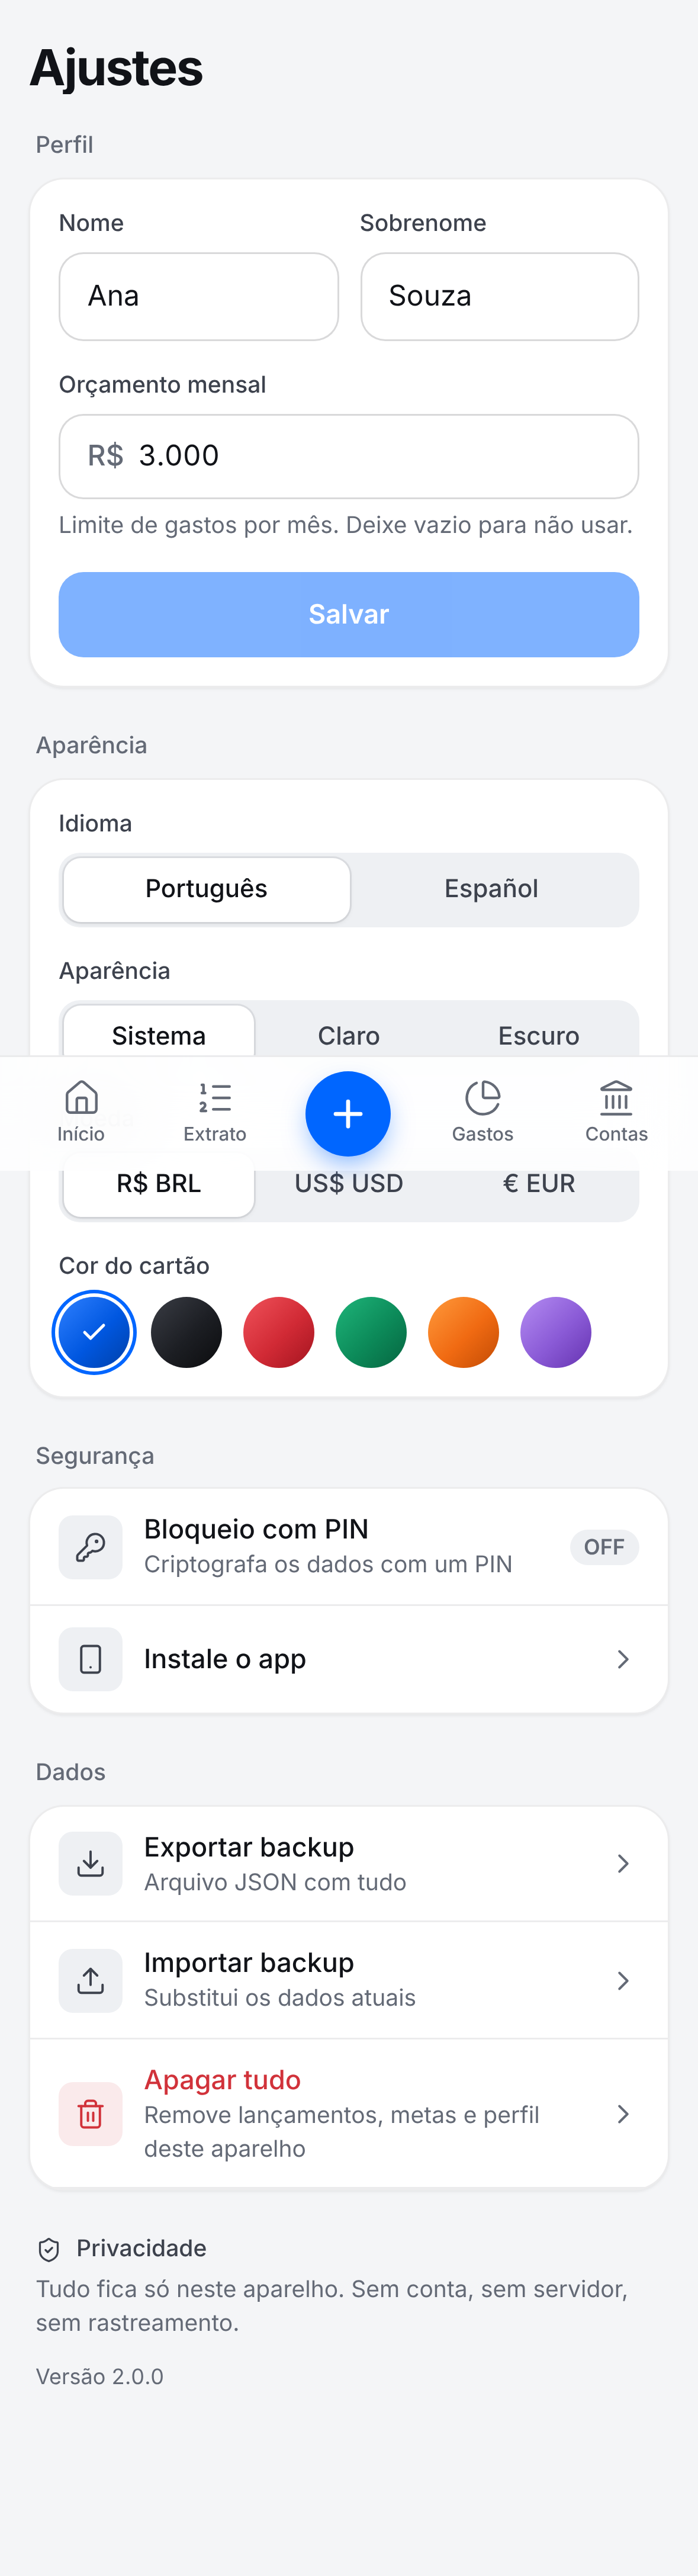 Ajustes
Perfil
Nome
Sobrenome
Ana
Souza
Orçamento mensal
R$ 3.000
Limite de gastos por mês. Deixe vazio para não usar.
Salvar
Aparência
Idioma
Português
Español
Aparência
Sistema
Claro
Escuro
Início
Extrato
Gastos
Contas
R$ BRL
US$ USD
€ EUR
Cor do cartão
Segurança
Bloqueio com PIN
Criptografa os dados com um PIN
OFF
Instale o app
Dados
Exportar backup
Arquivo JSON com tudo
Importar backup
Substitui os dados atuais
Apagar tudo
Remove lançamentos, metas e perfil
deste aparelho
Privacidade
Tudo fica só neste aparelho. Sem conta, sem servidor,
sem rastreamento.
Versão 2.0.0